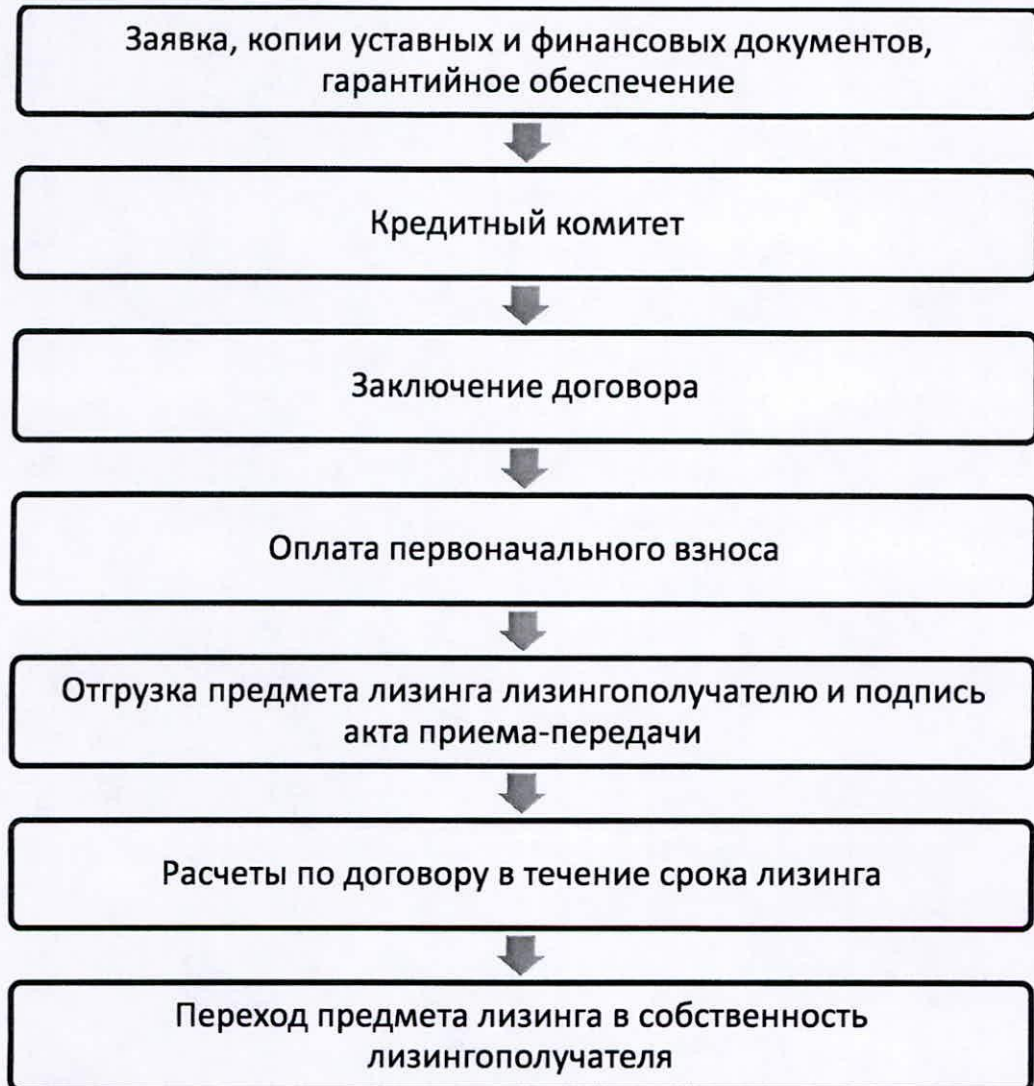 Заявка, копии уставных и финансовых документов,
гарантийное обеспечение
Кредитный комитет
Заключение договора
Оплата первоначального взноса
Отгрузка предмета лизинга лизингополучателю и подпись
акта приема-передачи
Расчеты по договору в течение срока лизинга
Переход предмета лизинга в собственность
лизингополучателя